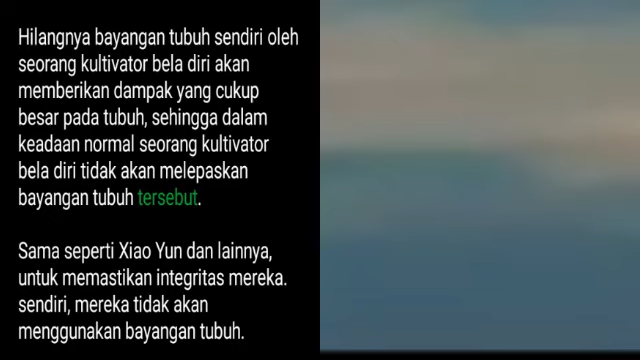 Hilangnya bayangan tubuh sendiri oleh
seorang kultivator bela diri akan
memberikan dampak yang cukup
besar pada tubuh, sehingga dalam
keadaan normal seorang kultivator
bela diri tidak akan melepaskan
bayangan tubuh tersebut.
Sama seperti Xiao Yun dan lainnya,
untuk memastikan integritas mereka.
sendiri, mereka tidak akan
menggunakan bayangan tubuh.